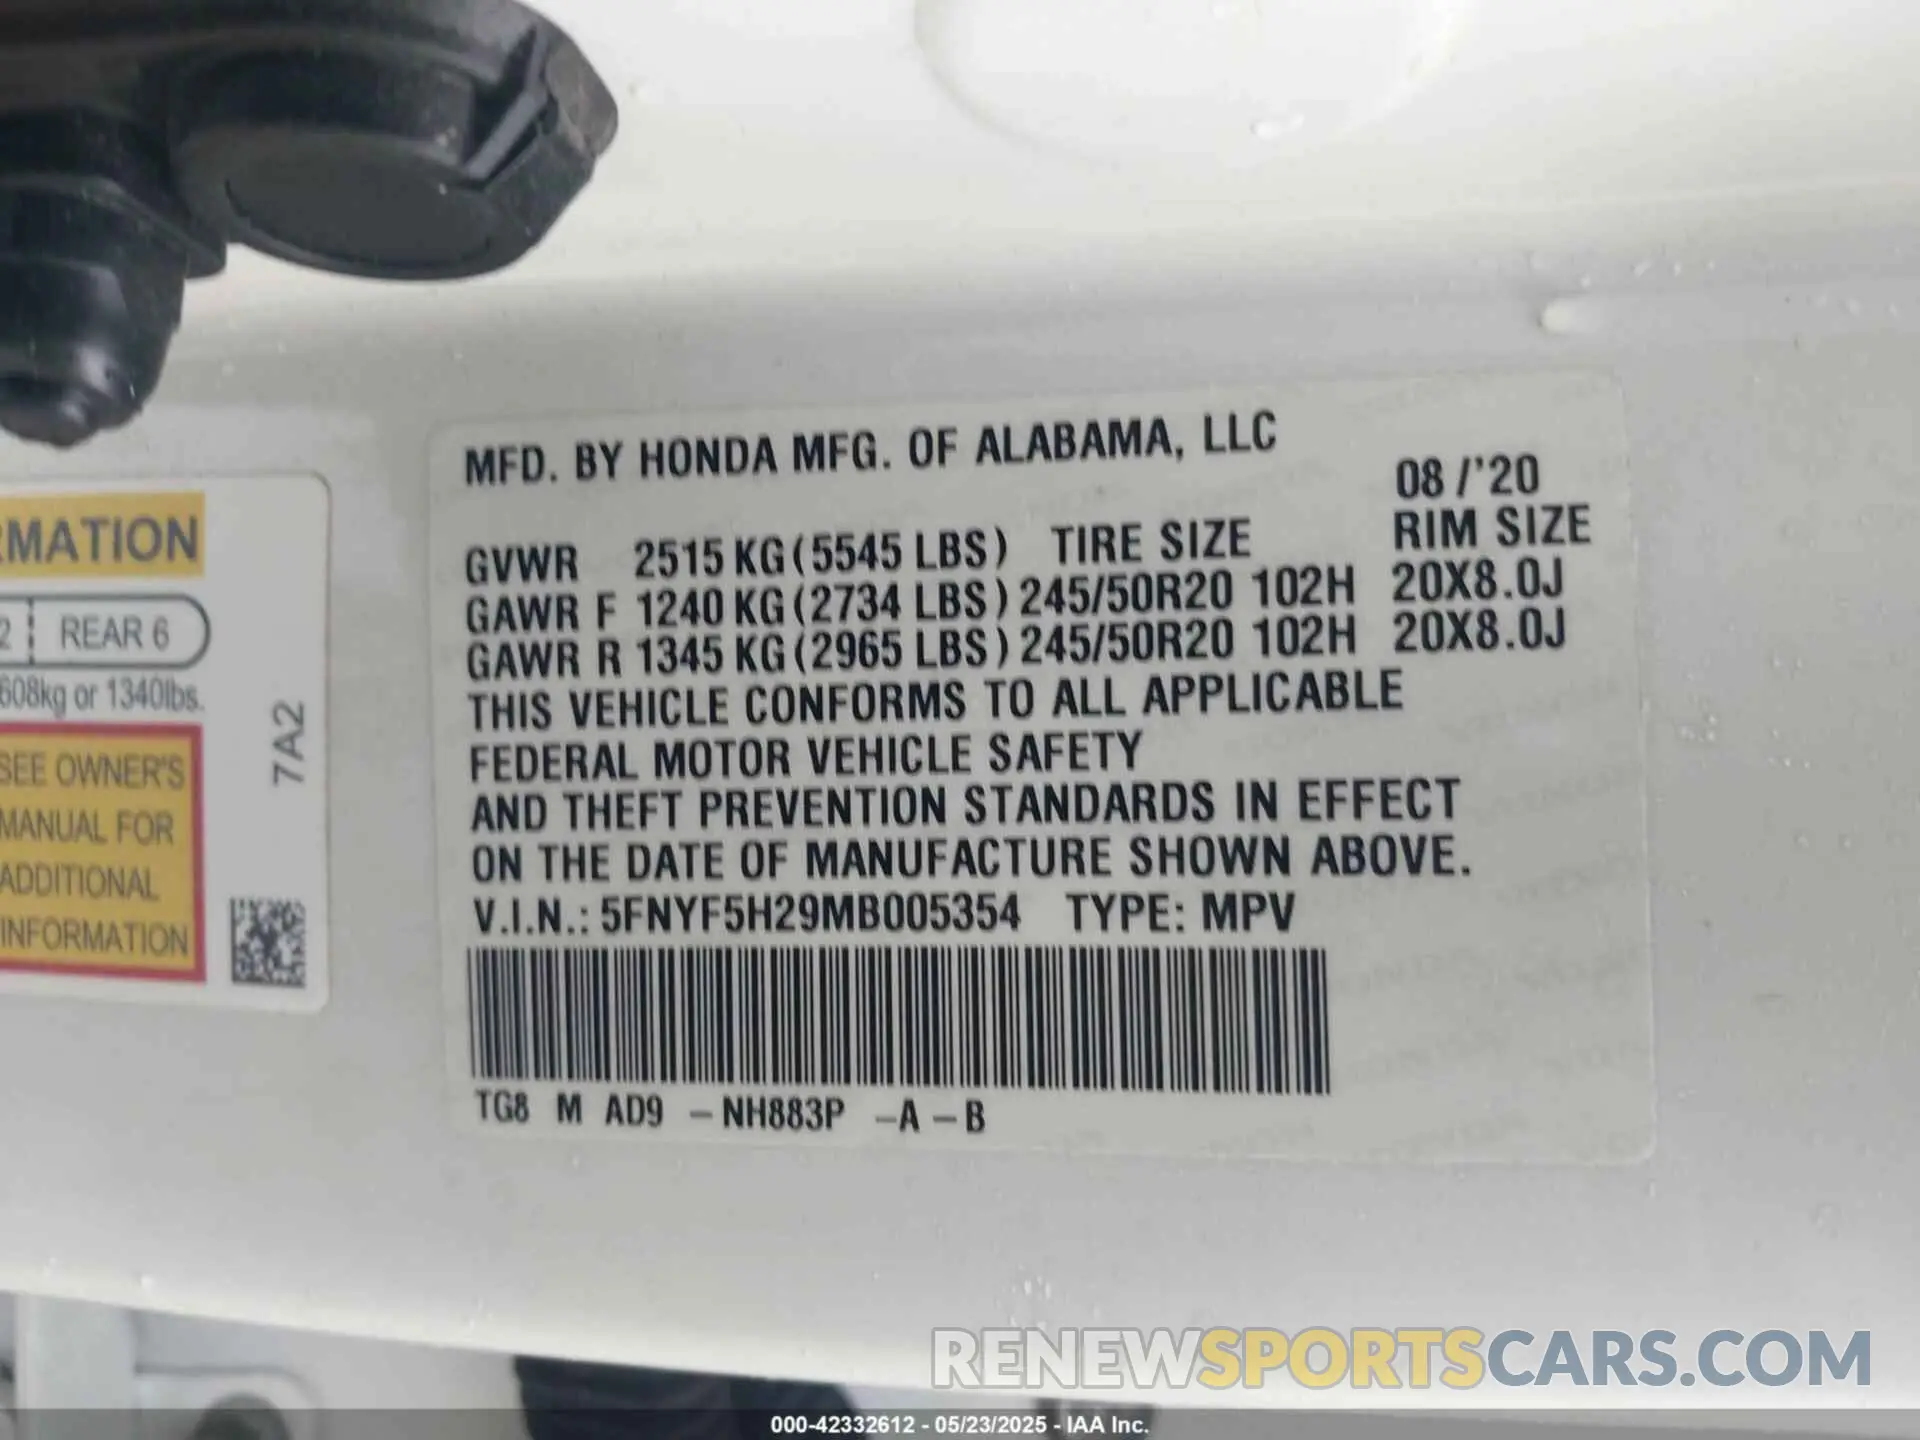 MFD. BY HONDA MFG. OF ALABAMA, LLC
08 /'20
GVWR 2515 KG (5545 LBS) TIRE SIZE RIM SIZE
GAWR F 1240 KG (2734 LBS) 245/50R20 102H 20X8.0J
GAWR R 1345 KG (2965 LBS) 245/50R20 102H 20X8.0J
THIS VEHICLE CONFORMS TO ALL APPLICABLE
FEDERAL MOTOR VEHICLE SAFETY
AND THEFT PREVENTION STANDARDS IN EFFECT
ON THE DATE OF MANUFACTURE SHOWN ABOVE.
V.I.N.: 5FNYF5H29MB005354 TYPE: MPV
TG8 M AD9 – NH883P – A – B
RMATION
2 REAR 6
608kg or 1340lbs.
7A2
SEE OWNER'S
MANUAL FOR
ADDITIONAL
INFORMATION
RENEWSPORTSCARS.COM
000-42332612 - 05/23/2025 - IAA Inc.